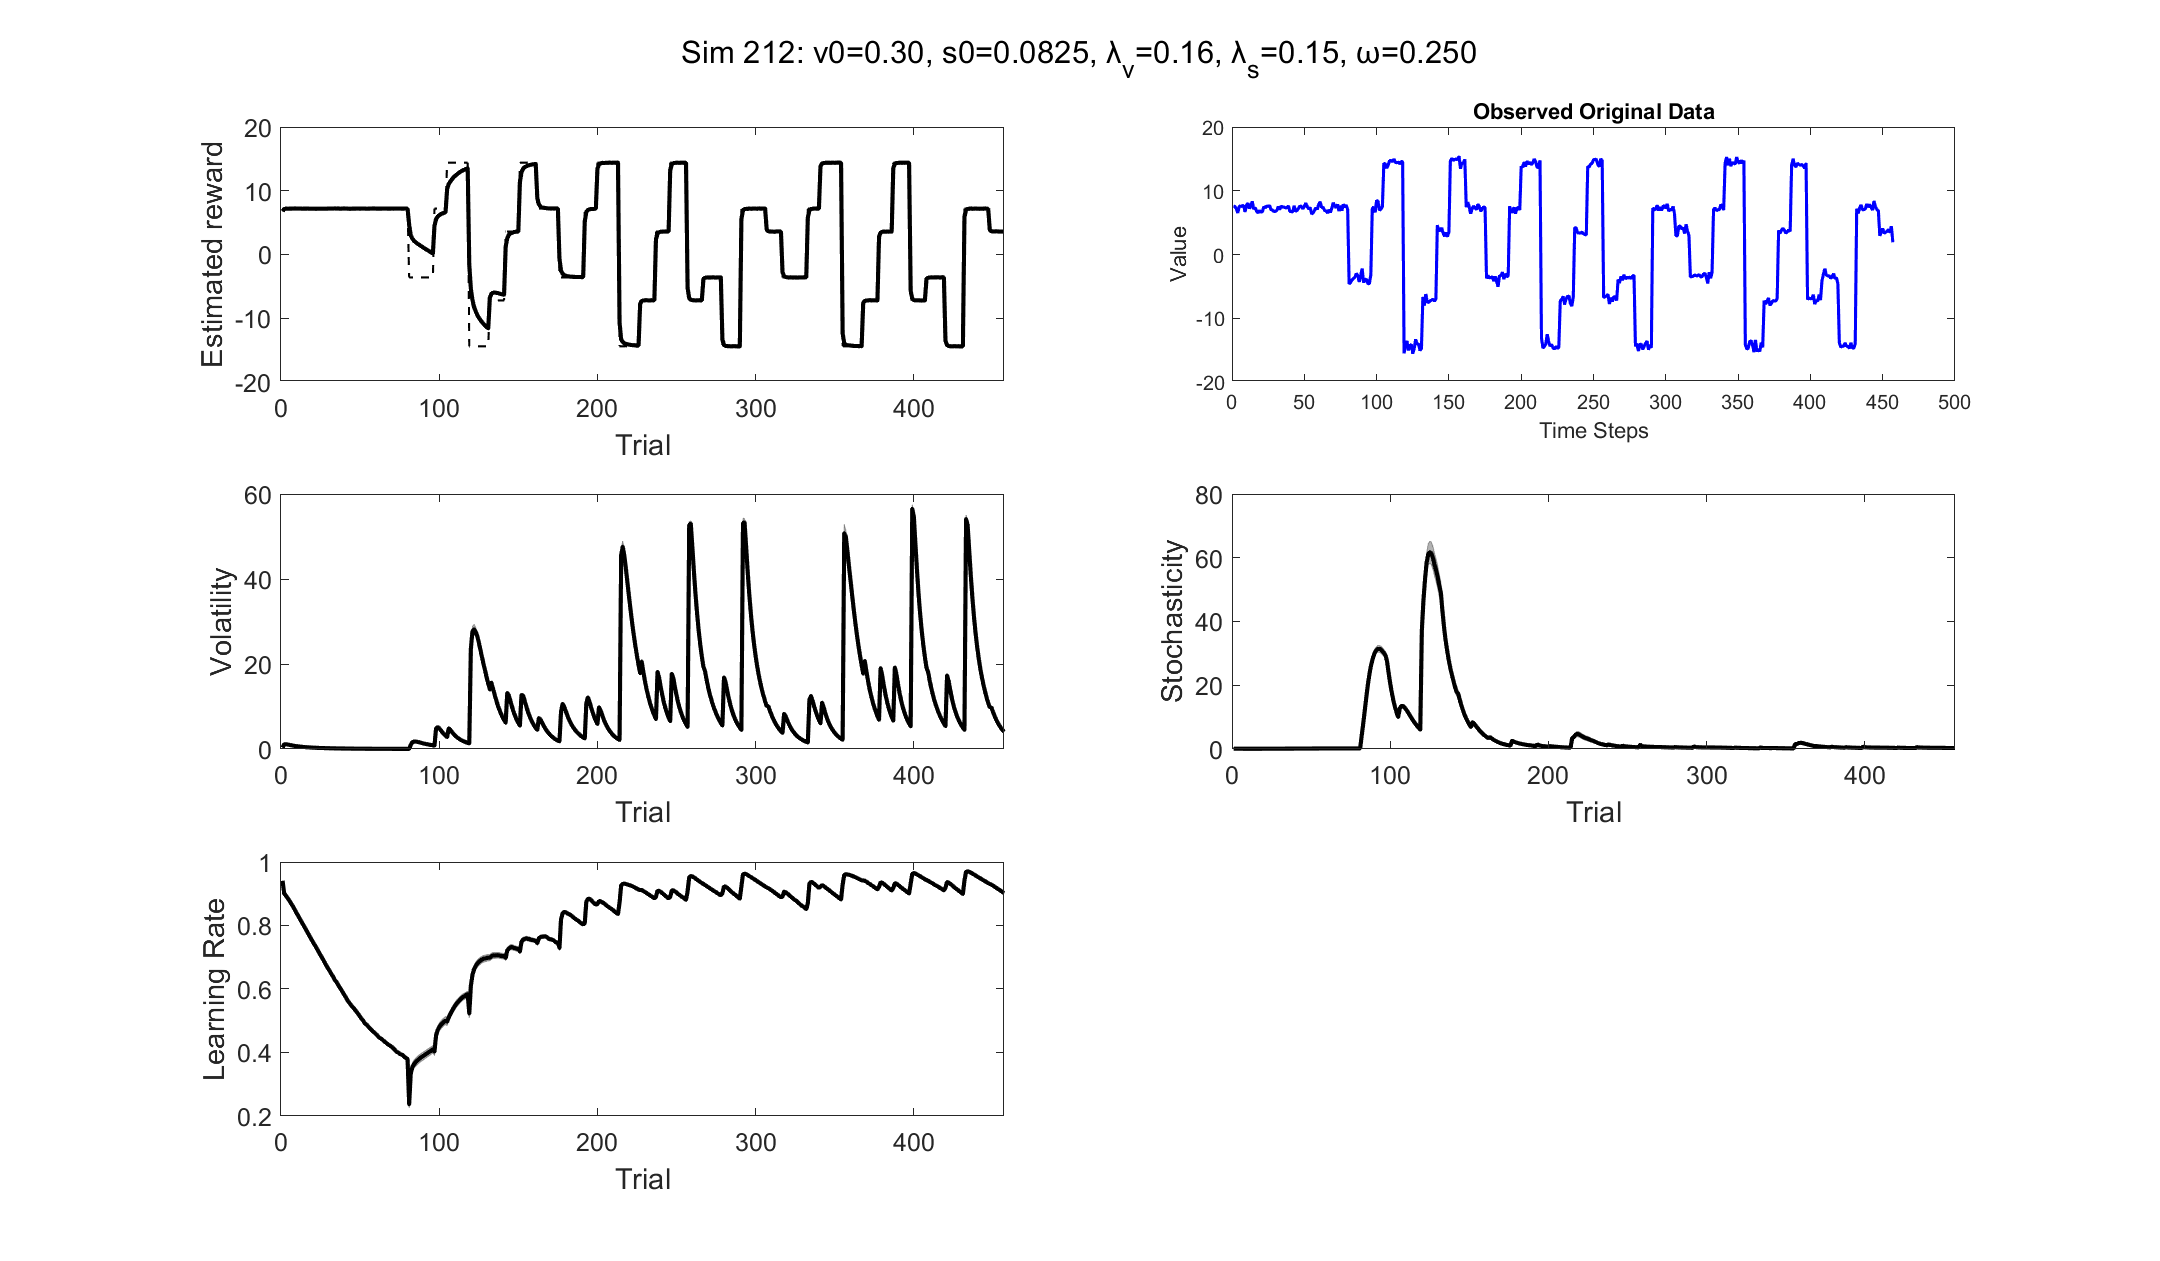 Sim 212: v0=0.30, s0=0.0825, λv=0.16, λs=0.15, ω=0.250
Estimated reward
20
10
0
-10
-20
0 100 200 300 400
Trial
Observed Original Data
Value
20
10
0
-10
-20
0 50 100 150 200 250 300 350 400 450 500
Time Steps
Volatility
60
40
20
0
0 100 200 300 400
Trial
Stochasticity
80
60
40
20
0
0 100 200 300 400
Trial
Learning Rate
1
0.8
0.6
0.4
0.2
0 100 200 300 400
Trial